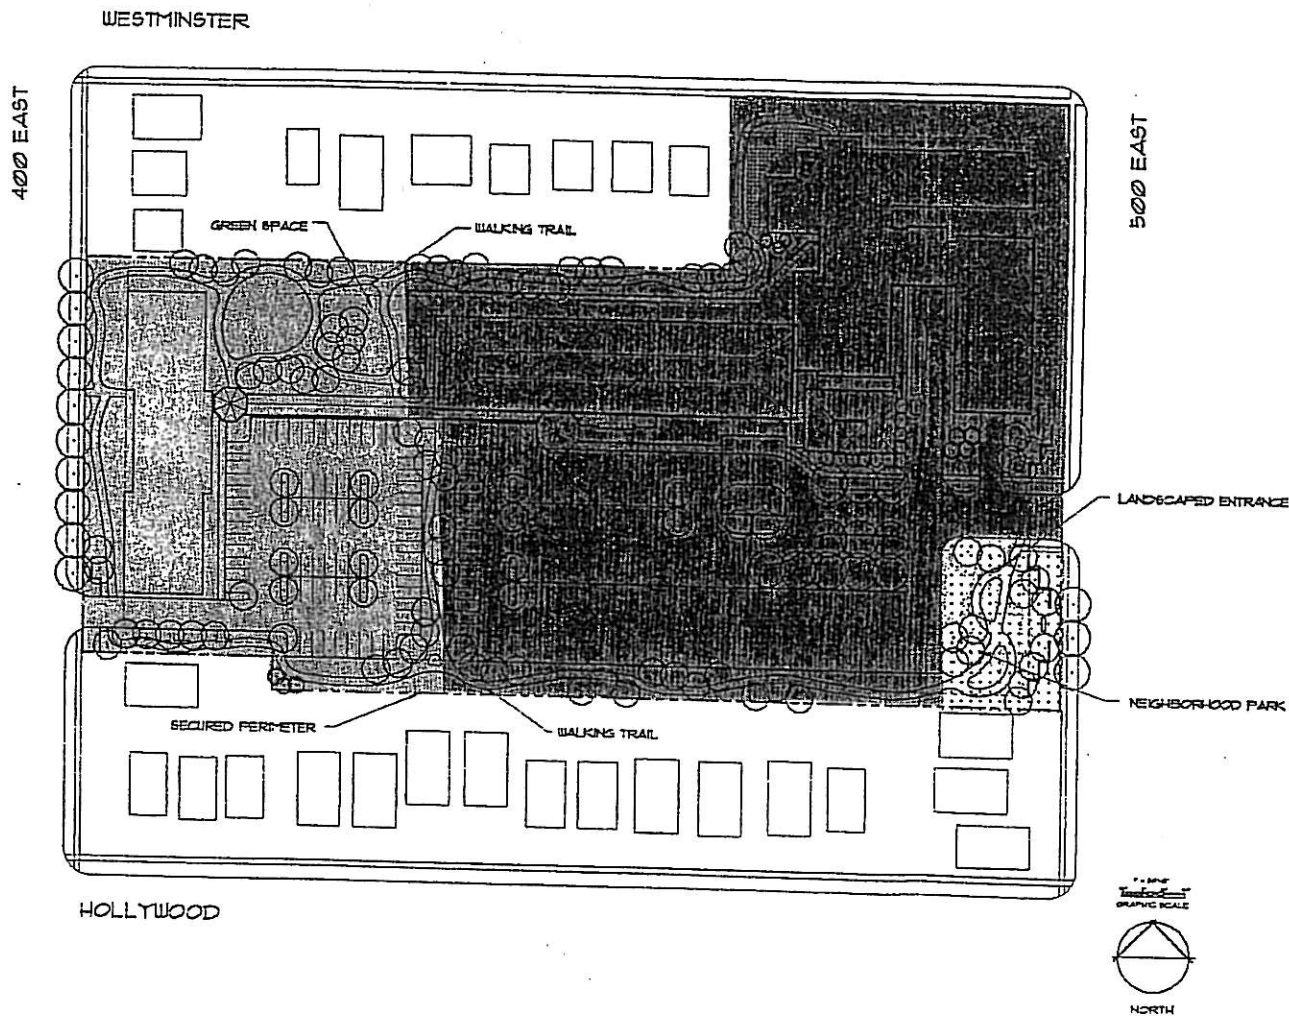 WESTMINSTER
400 EAST
500 EAST
GREEN SPACE
WALKING TRAIL
LANDSCAPED ENTRANCE
NEIGHBORHOOD PARK
SECURED PERIMETER
WALKING TRAIL
HOLLYWOOD
GRAPHIC SCALE
NORTH